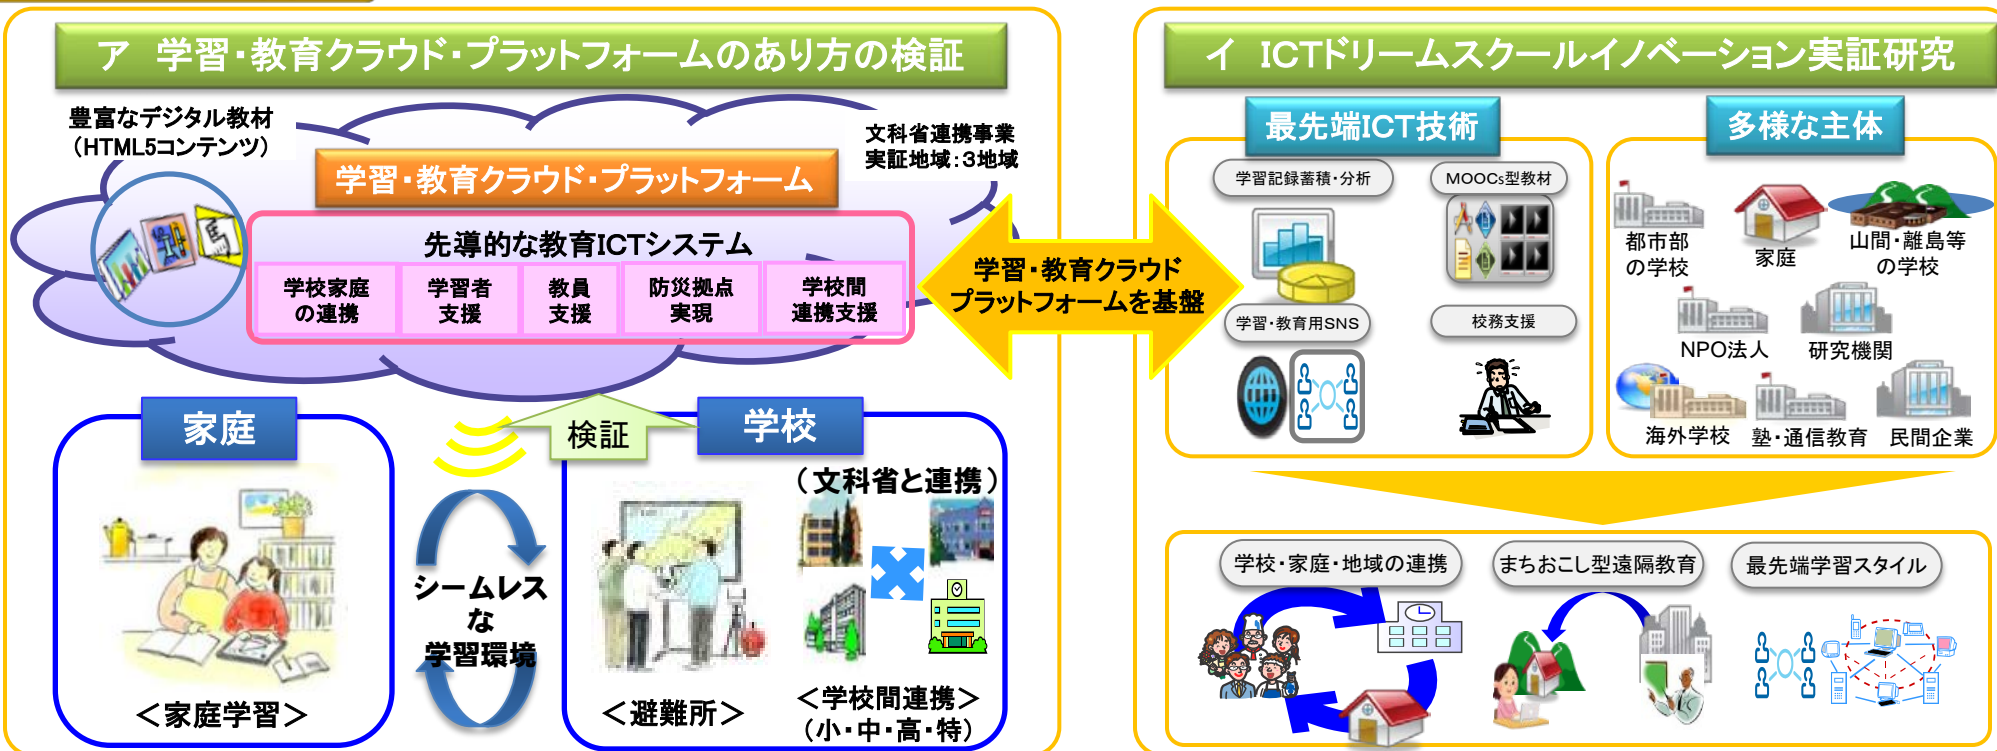 ア 学習・教育クラウド・プラットフォームのあり方の検証
豊富なデジタル教材
（HTML5コンテンツ）
文科省連携事業
実証地域：3地域
学習・教育クラウド・プラットフォーム
先導的な教育ICTシステム
学校家庭
の連携
学習者
支援
教員
支援
防災拠点
実現
学校間
連携支援
家庭
検証
学校
（文科省と連携）
シームレス
な
学習環境
＜家庭学習＞
＜避難所＞
＜学校間連携＞
（小・中・高・特）
学習・教育クラウド
プラットフォームを基盤
イ ICTドリームスクールイノベーション実証研究
最先端ICT技術
学習記録蓄積・分析
MOOCs型教材
学習・教育用SNS
校務支援
多様な主体
都市部
の学校
家庭
山間・離島等
の学校
NPO法人
研究機関
海外学校
塾・通信教育
民間企業
学校・家庭・地域の連携
まちおこし型遠隔教育
最先端学習スタイル